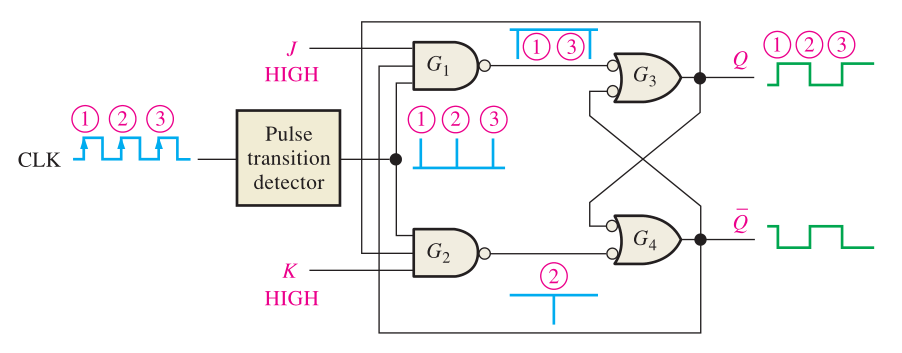 ① ③
① ② ③
J
HIGH
G1
G3
Q
① ② ③
① ② ③
CLK
Pulse
transition
detector
K
HIGH
G2
G4
Q̄
②